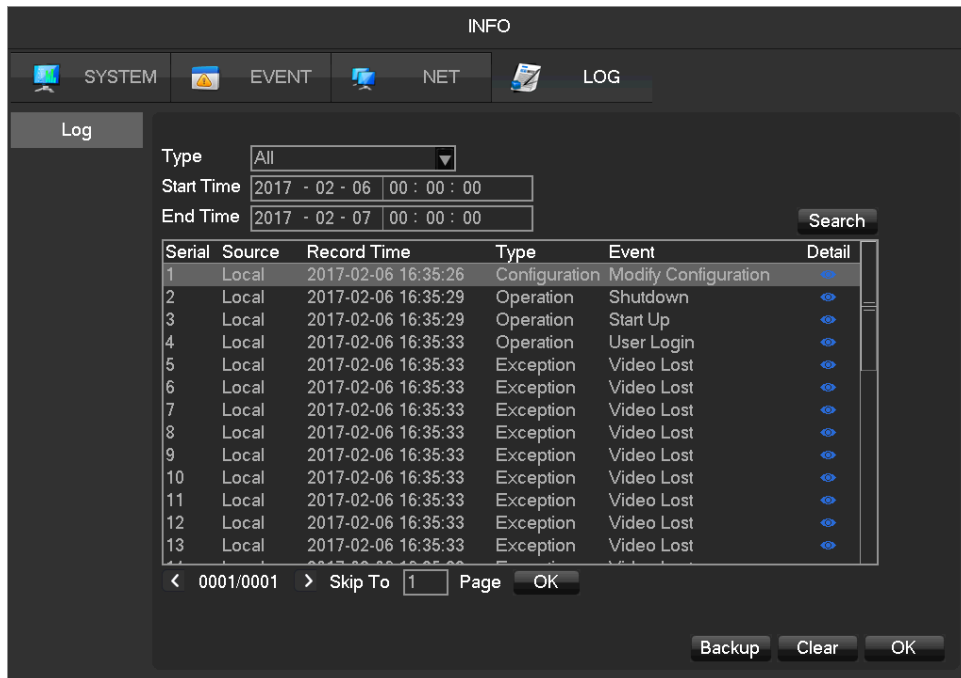 INFO
SYSTEM EVENT NET LOG
Log
Type All
Start Time 2017 - 02 - 06 00 : 00 : 00
End Time 2017 - 02 - 07 00 : 00 : 00
Search
Serial Source Record Time Type Event Detail
1 Local 2017-02-06 16:35:26 Configuration Modify Configuration
2 Local 2017-02-06 16:35:29 Operation Shutdown
3 Local 2017-02-06 16:35:29 Operation Start Up
4 Local 2017-02-06 16:35:33 Operation User Login
5 Local 2017-02-06 16:35:33 Exception Video Lost
6 Local 2017-02-06 16:35:33 Exception Video Lost
7 Local 2017-02-06 16:35:33 Exception Video Lost
8 Local 2017-02-06 16:35:33 Exception Video Lost
9 Local 2017-02-06 16:35:33 Exception Video Lost
10 Local 2017-02-06 16:35:33 Exception Video Lost
11 Local 2017-02-06 16:35:33 Exception Video Lost
12 Local 2017-02-06 16:35:33 Exception Video Lost
13 Local 2017-02-06 16:35:33 Exception Video Lost
< 0001/0001 > Skip To 1 Page OK
Backup Clear OK